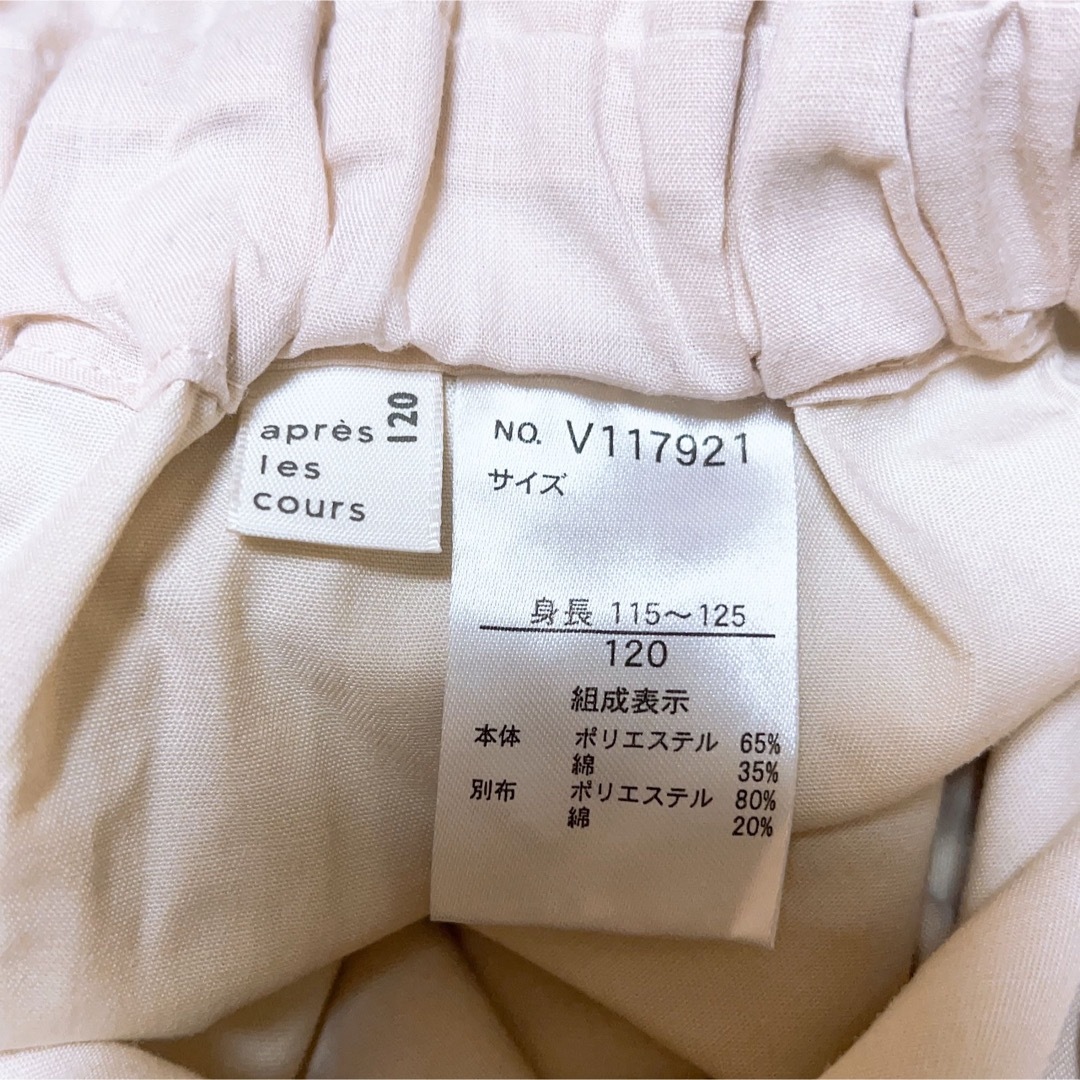 après
les
cours
120
NO. V117921
サイズ
身長 115～125
120
組成表示
本体 ポリエステル 65%
綿 35%
別布 ポリエステル 80%
綿 20%